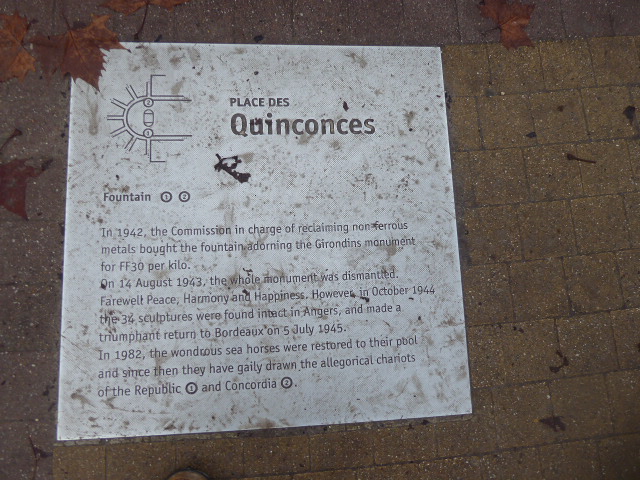 PLACE DES
Quinconces
2
1
Fountain 1 2
In 1942, the Commission in charge of reclaiming non ferrous
metals bought the fountain adorning the Girondins monument
for FF30 per kilo.
On 14 August 1943, the whole monument was dismantled.
Farewell Peace, Harmony and Happiness. However, in October 1944
the 34 sculptures were found intact in Angers, and made a
triumphant return to Bordeaux on 5 July 1945.
In 1982, the wondrous sea horses were restored to their pool
and since then they have gaily drawn the allegorical chariots
of the Republic 1 and Concordia 2.